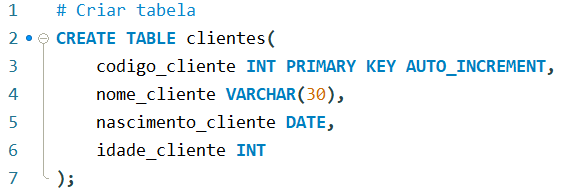 1 # Criar tabela
2 CREATE TABLE clientes(
3 codigo_cliente INT PRIMARY KEY AUTO_INCREMENT,
4 nome_cliente VARCHAR(30),
5 nascimento_cliente DATE,
6 idade_cliente INT
7 );